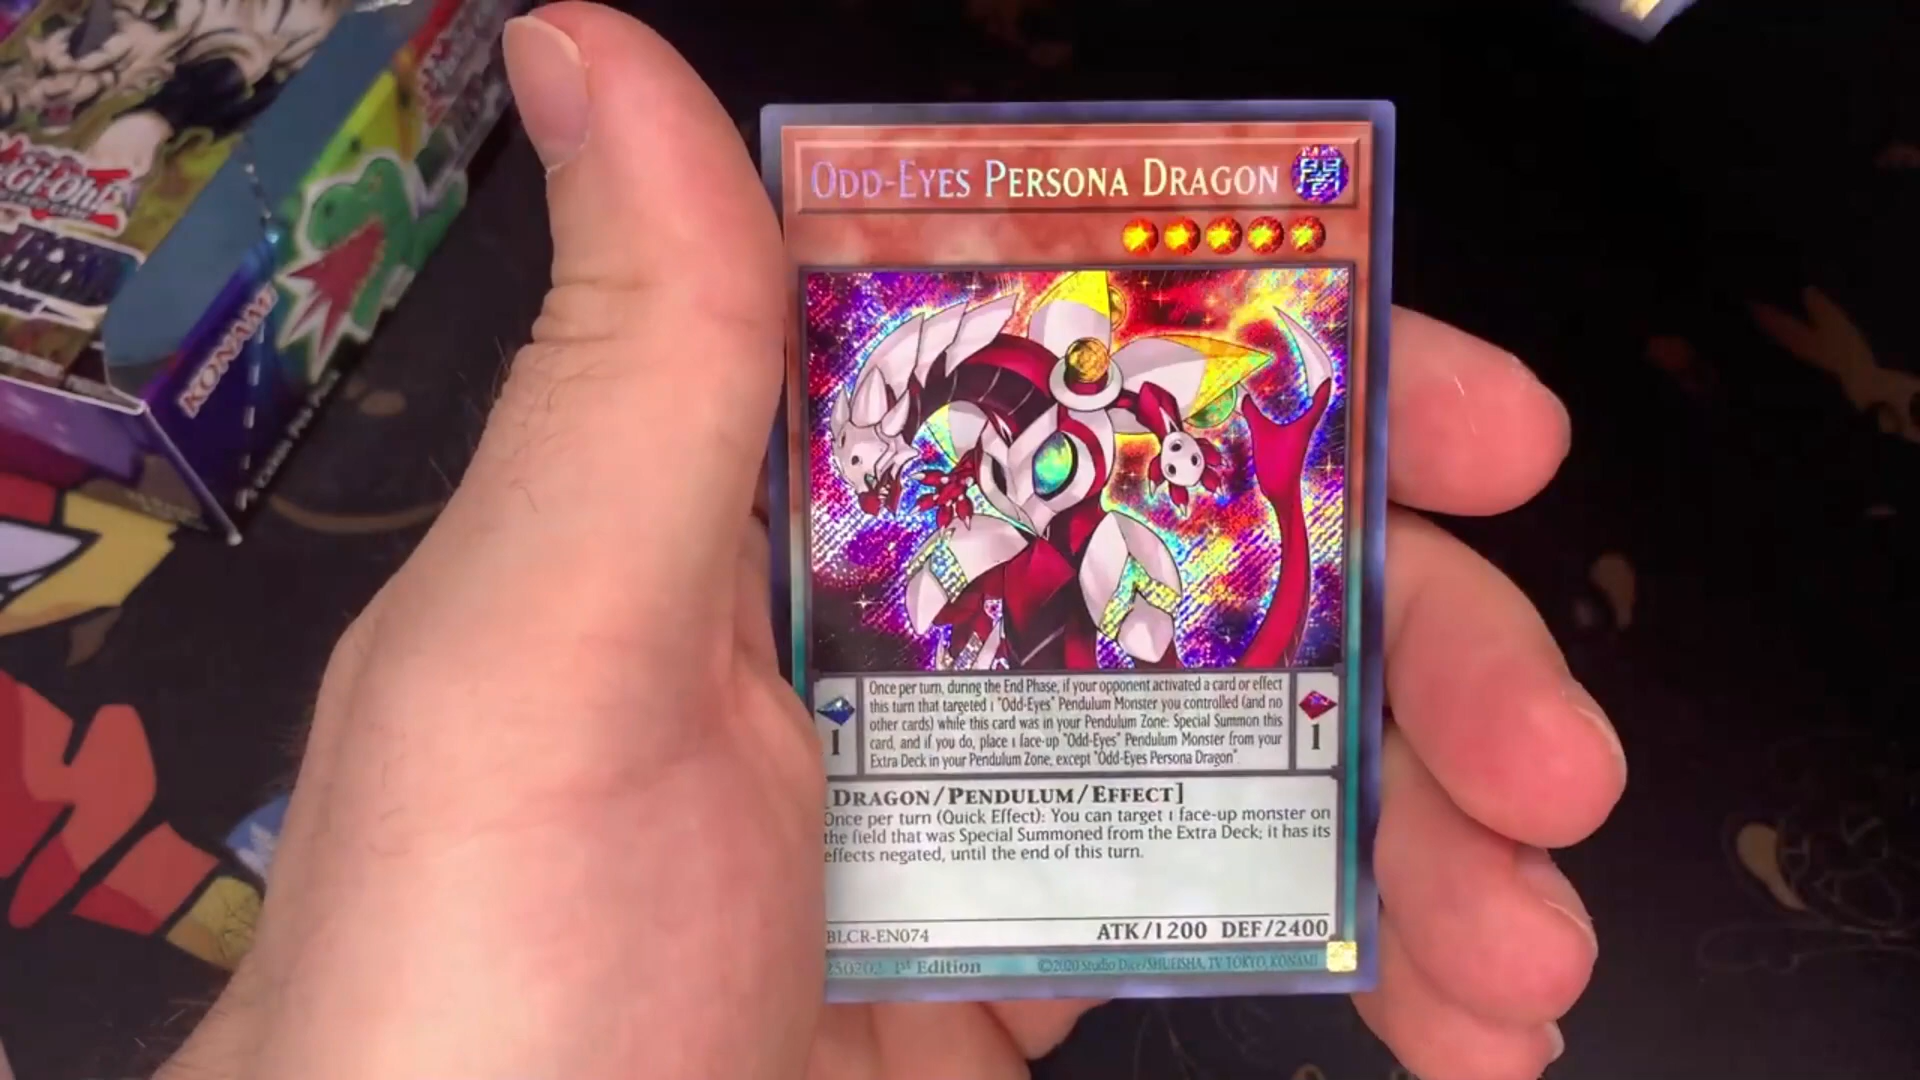 Yu-Gi-Oh!
KONAMI
ODD-EYES PERSONA DRAGON
DARK
闇
Once per turn, during the End Phase, if your opponent activated a card or effect
this turn that targeted 1 "Odd-Eyes" Pendulum Monster you controlled (and no
other cards) while this card was in your Pendulum Zone: Special Summon this
card, and if you do, place 1 face-up "Odd-Eyes" Pendulum Monster from your
Extra Deck in your Pendulum Zone, except "Odd-Eyes Persona Dragon".
1
1
[DRAGON/PENDULUM/EFFECT]
Once per turn (Quick Effect): You can target 1 face-up monster on
the field that was Special Summoned from the Extra Deck; it has its
effects negated, until the end of this turn.
ATK/1200 DEF/2400
BLCR-EN074
1st Edition
©2020 Studio Dice/SHUEISHA, TV TOKYO, KONAMI